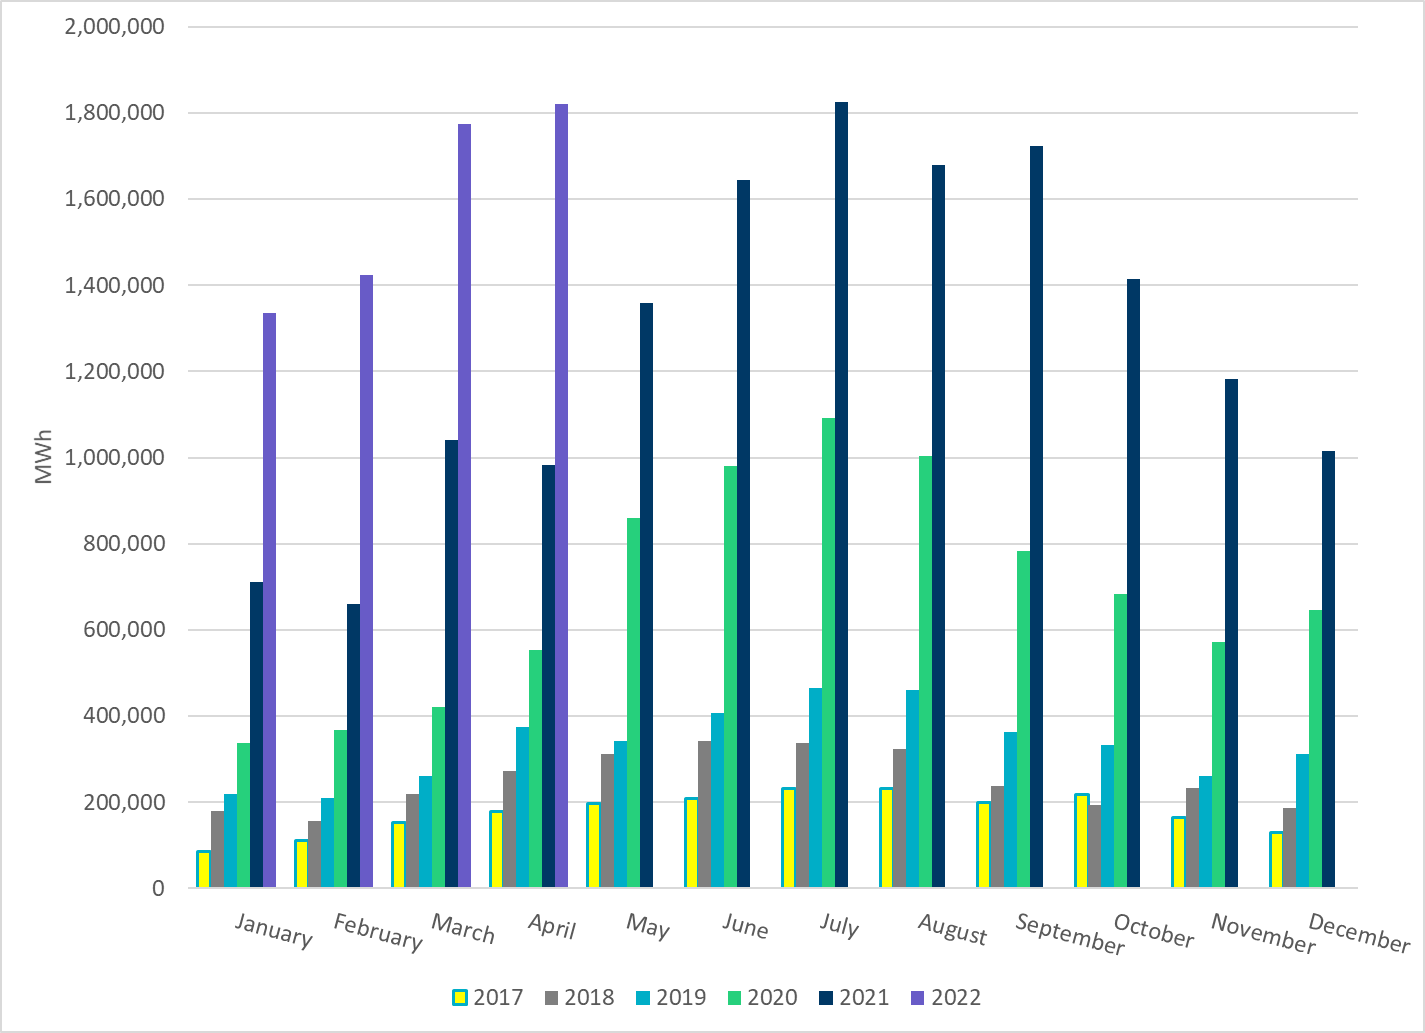 2,000,000
1,800,000
1,600,000
1,400,000
1,200,000
1,000,000
800,000
600,000
400,000
200,000
0
MWh
January
February
March
April
May
June
July
August
September
October
November
December
2017
2018
2019
2020
2021
2022